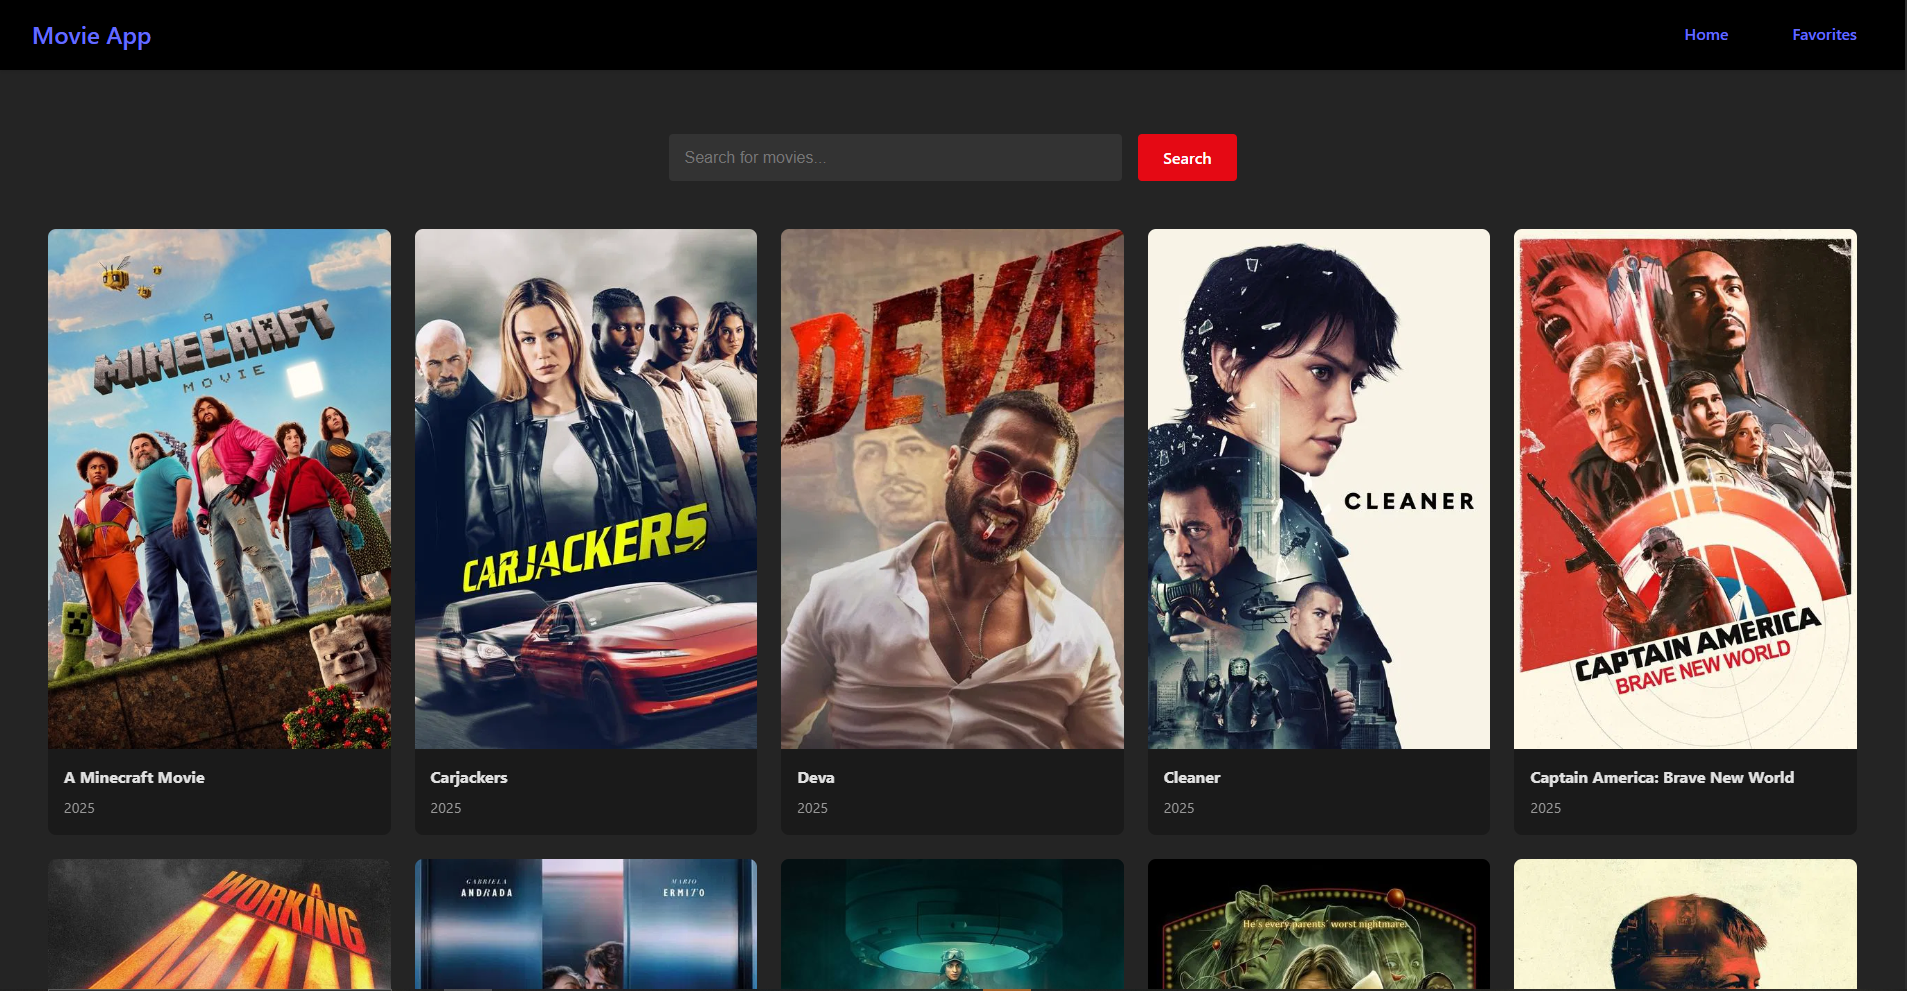 Movie App
Home Favorites
Search for movies...
Search
A
MINECRAFT
MOVIE
CARJACKERS
DEVA
CLEANER
CAPTAIN AMERICA
BRAVE NEW WORLD
A Minecraft Movie
2025
Carjackers
2025
Deva
2025
Cleaner
2025
Captain America: Brave New World
2025
A
WORKING
MAN
GABRIELA
ANDRADA
MARIO
ERMITO
He's every parents' worst nightmare.